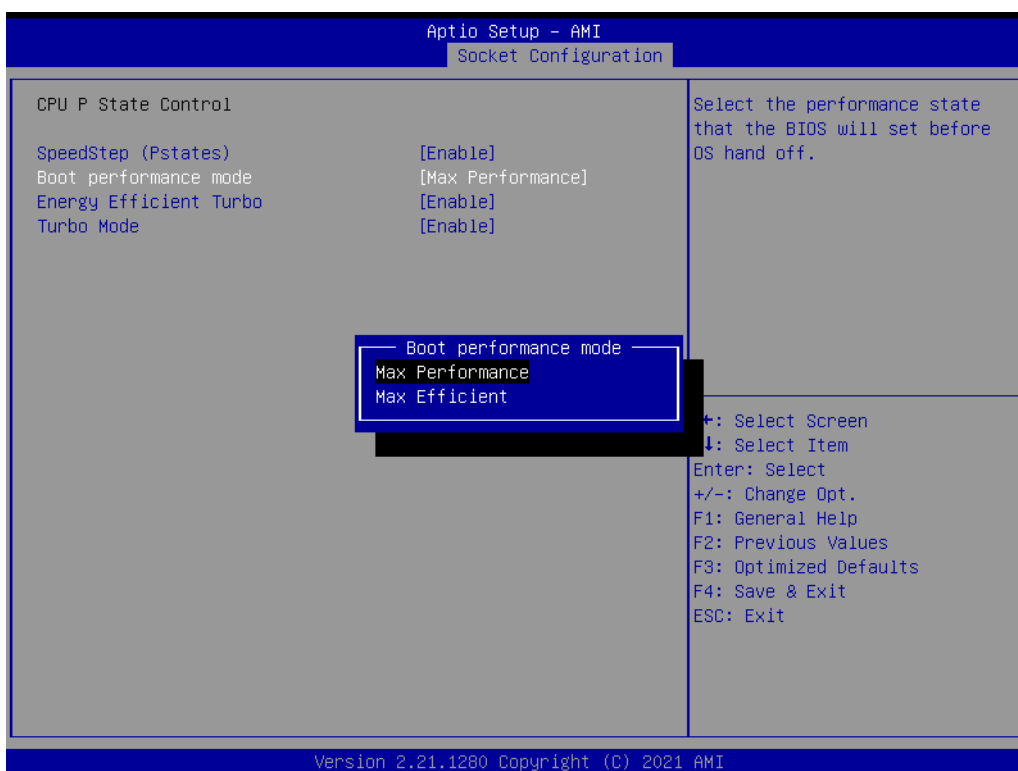 Aptio Setup – AMI
Socket Configuration
CPU P State Control
SpeedStep (Pstates) [Enable]
Boot performance mode [Max Performance]
Energy Efficient Turbo [Enable]
Turbo Mode [Enable]
Select the performance state
that the BIOS will set before
OS hand off.
Boot performance mode
Max Performance
Max Efficient
←: Select Screen
↓: Select Item
Enter: Select
+/-: Change Opt.
F1: General Help
F2: Previous Values
F3: Optimized Defaults
F4: Save & Exit
ESC: Exit
Version 2.21.1280 Copyright (C) 2021 AMI